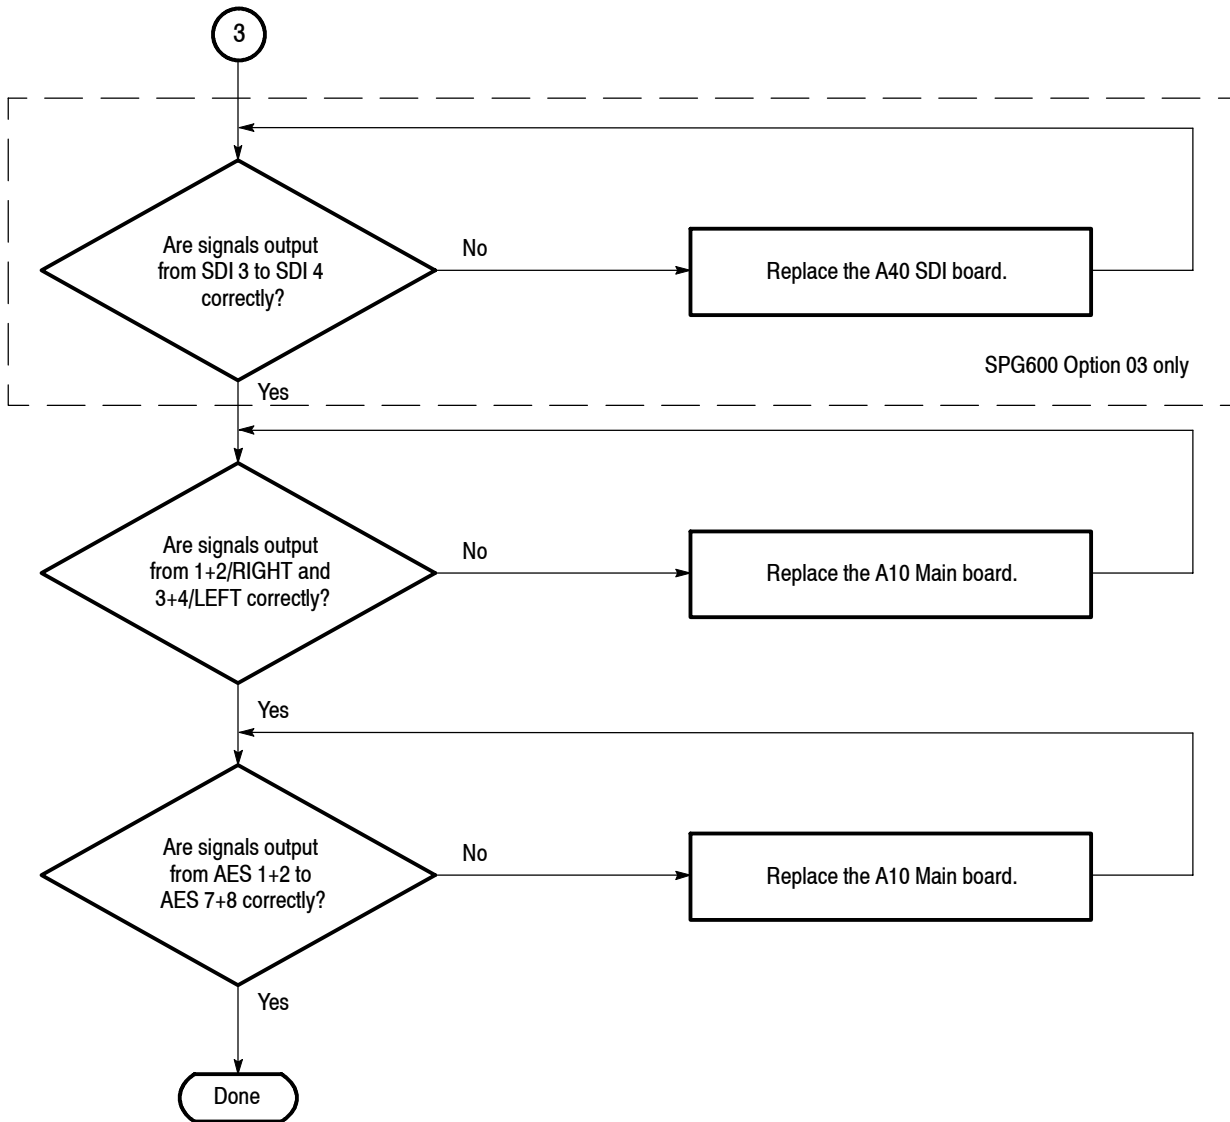 3
Are signals output
from SDI 3 to SDI 4
correctly?
No
Replace the A40 SDI board.
SPG600 Option 03 only
Yes
Are signals output
from 1+2/RIGHT and
3+4/LEFT correctly?
No
Replace the A10 Main board.
Yes
Are signals output
from AES 1+2 to
AES 7+8 correctly?
No
Replace the A10 Main board.
Yes
Done